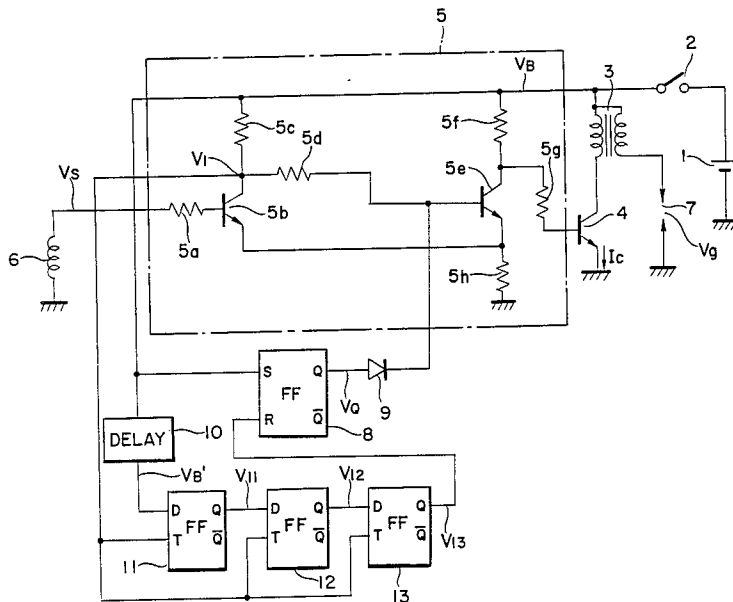 5
2
VB
3
5c
5d
5f
5g
V1
5e
1
VS
4
7
5a
5b
Vg
6
5h
Ic
S
Q
FF
VQ
9
R
Q̅
8
DELAY
10
VB'
V11
V12
D
Q
FF
T
Q̅
11
D
Q
FF
T
Q̅
12
D
Q
FF
T
Q̅
13
V13